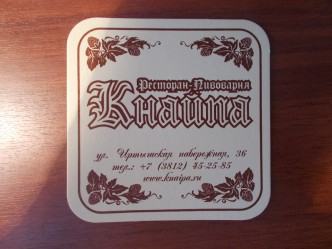 Ресторан-Пивоварня
Кнайпа
ул. Иртышская набережная, 36
тел.: +7 (3812) 45-25-85
www.knaipa.ru